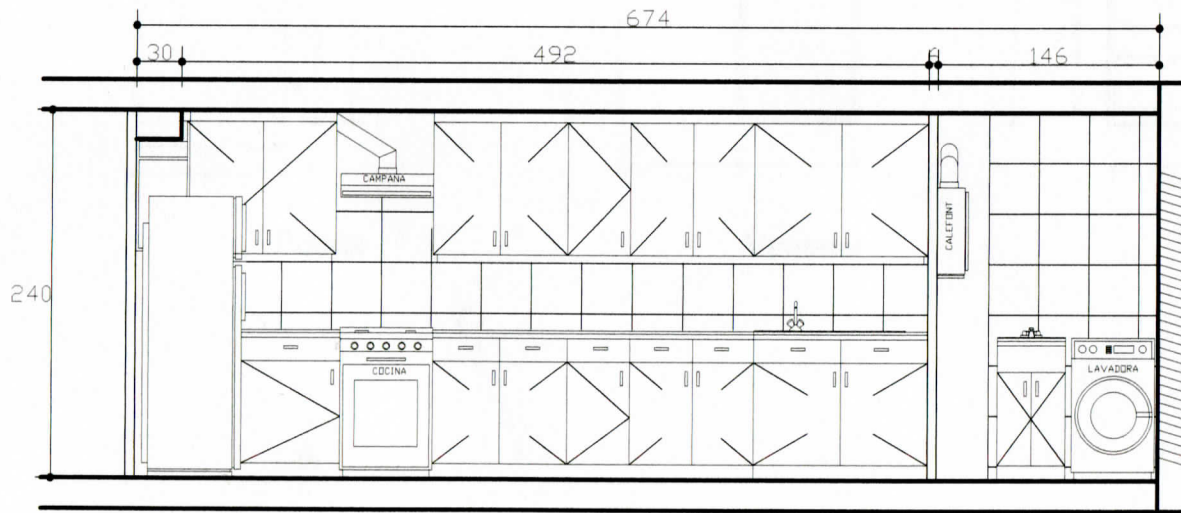 674
30 492 6 146
CAMPANA
CALEFONT
240
COCINA
LAVADORA